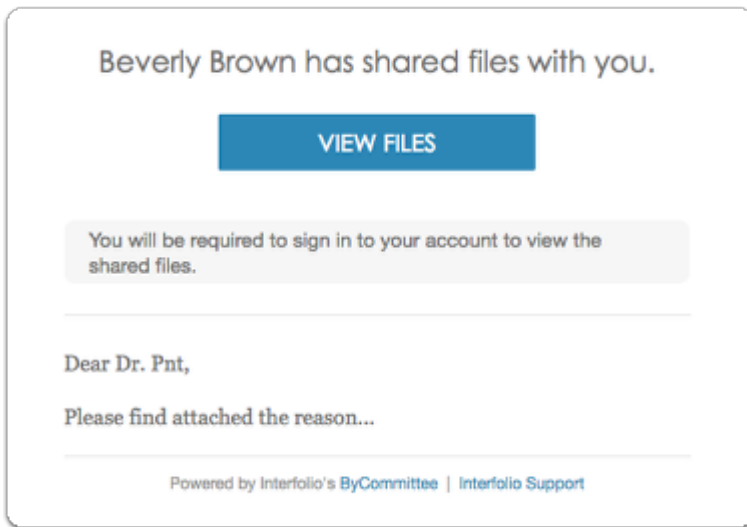 Beverly Brown has shared files with you.
VIEW FILES
You will be required to sign in to your account to view the
shared files.
Dear Dr. Pnt,
Please find attached the reason...
Powered by Interfolio's ByCommittee | Interfolio Support